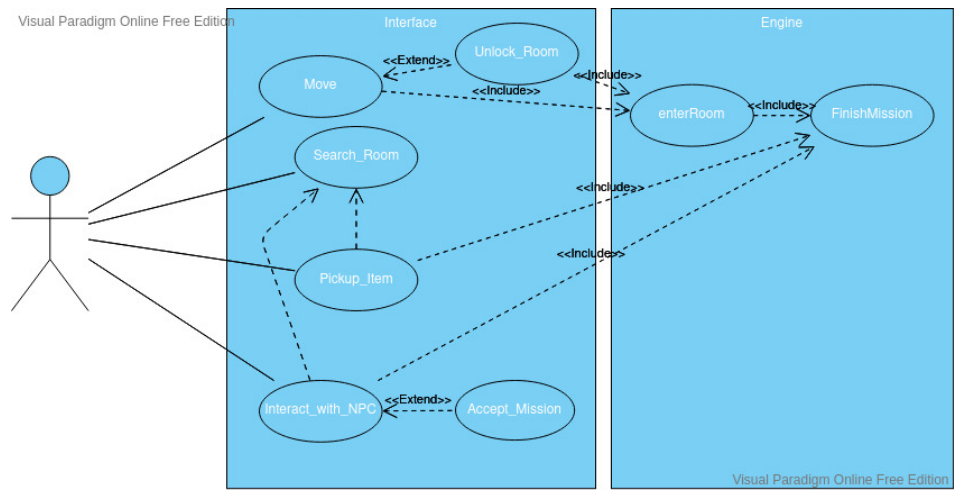 Visual Paradigm Online Free Edition
Interface
Engine
Unlock_Room
<<Extend>>
Move
<<Include>>
<<Include>>
enterRoom
<<Include>>
FinishMission
Search_Room
<<Include>>
<<Include>>
Pickup_Item
<<Extend>>
Interact_with_NPC
Accept_Mission
Visual Paradigm Online Free Edition